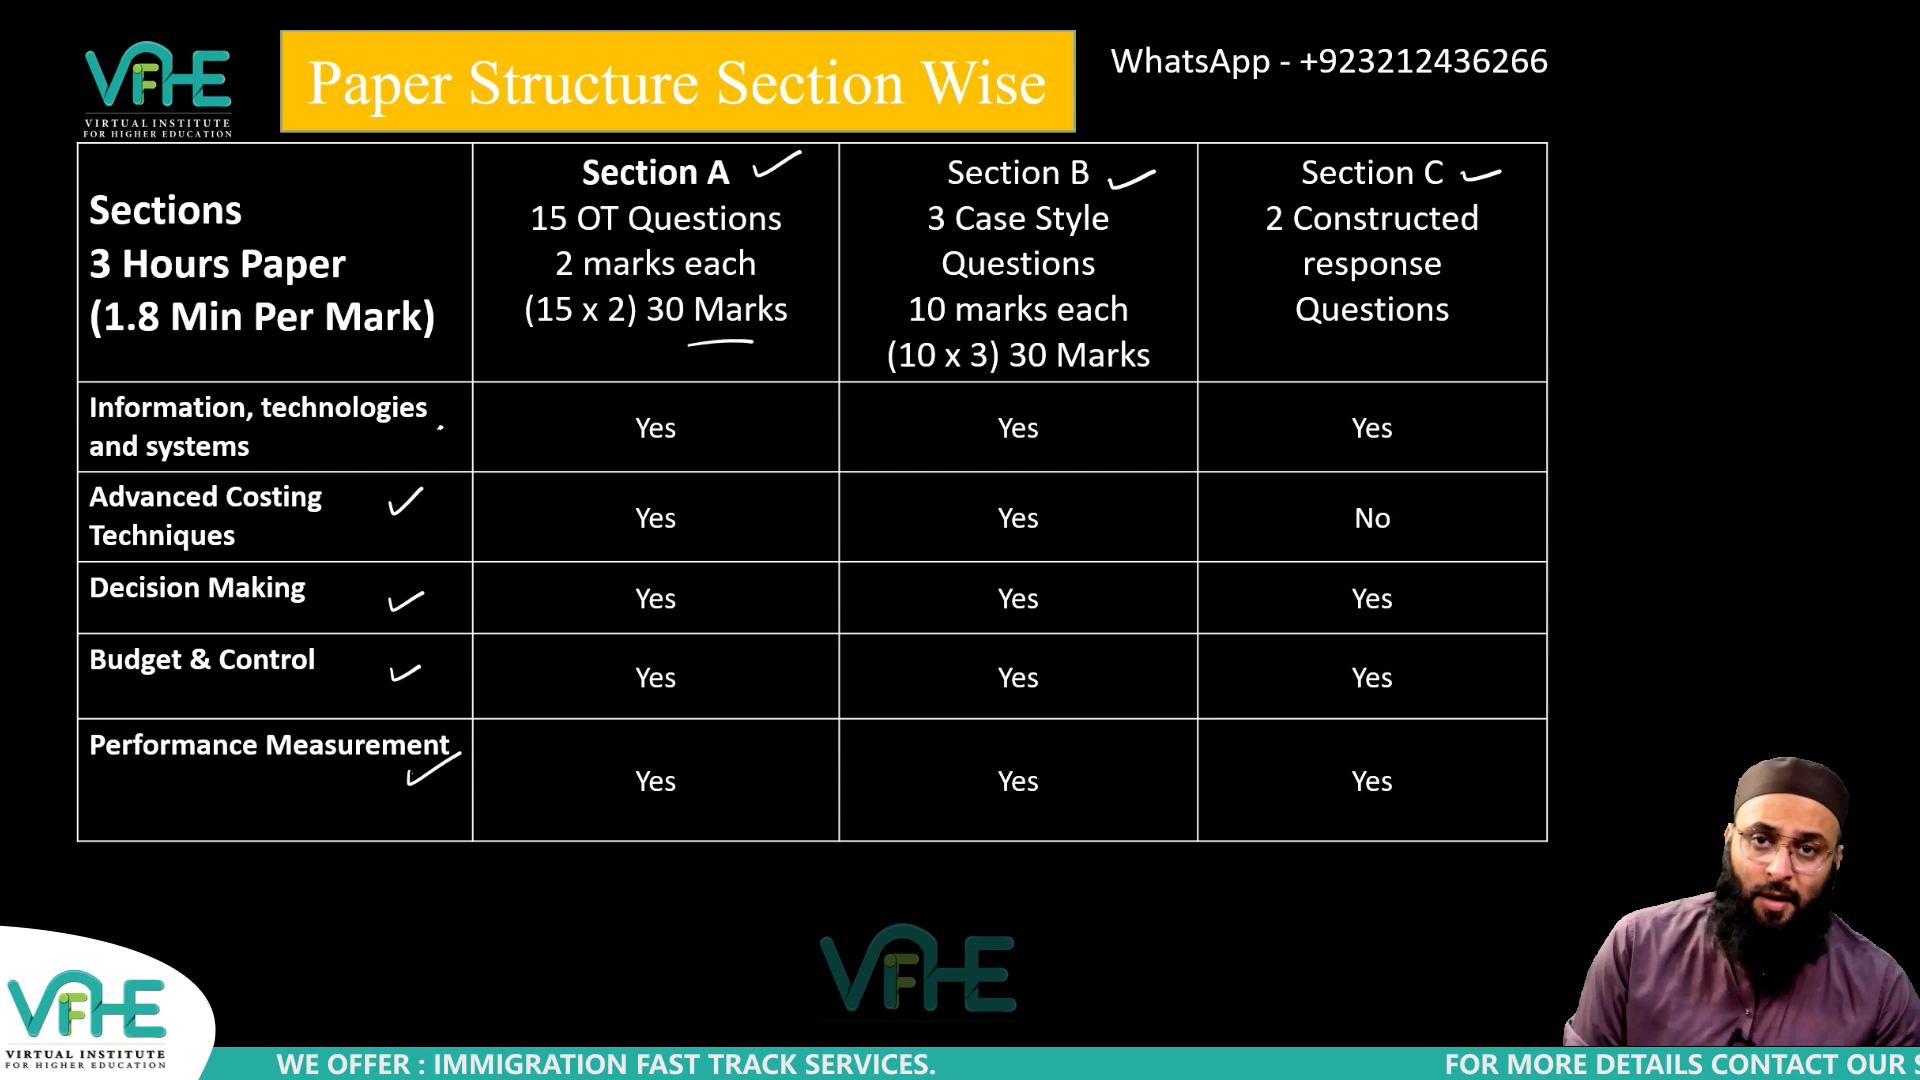 VIFHE
VIRTUAL INSTITUTE
FOR HIGHER EDUCATION
Paper Structure Section Wise
WhatsApp - +923212436266
Sections
3 Hours Paper
(1.8 Min Per Mark)
Section A
15 OT Questions
2 marks each
(15 x 2) 30 Marks
Section B
3 Case Style
Questions
10 marks each
(10 x 3) 30 Marks
Section C
2 Constructed
response
Questions
Information, technologies
and systems
Yes
Yes
Yes
Advanced Costing
Techniques
Yes
Yes
No
Decision Making
Yes
Yes
Yes
Budget & Control
Yes
Yes
Yes
Performance Measurement
Yes
Yes
Yes
VIFHE
VIFHE
VIRTUAL INSTITUTE
FOR HIGHER EDUCATION
WE OFFER : IMMIGRATION FAST TRACK SERVICES.
FOR MORE DETAILS CONTACT OUR S